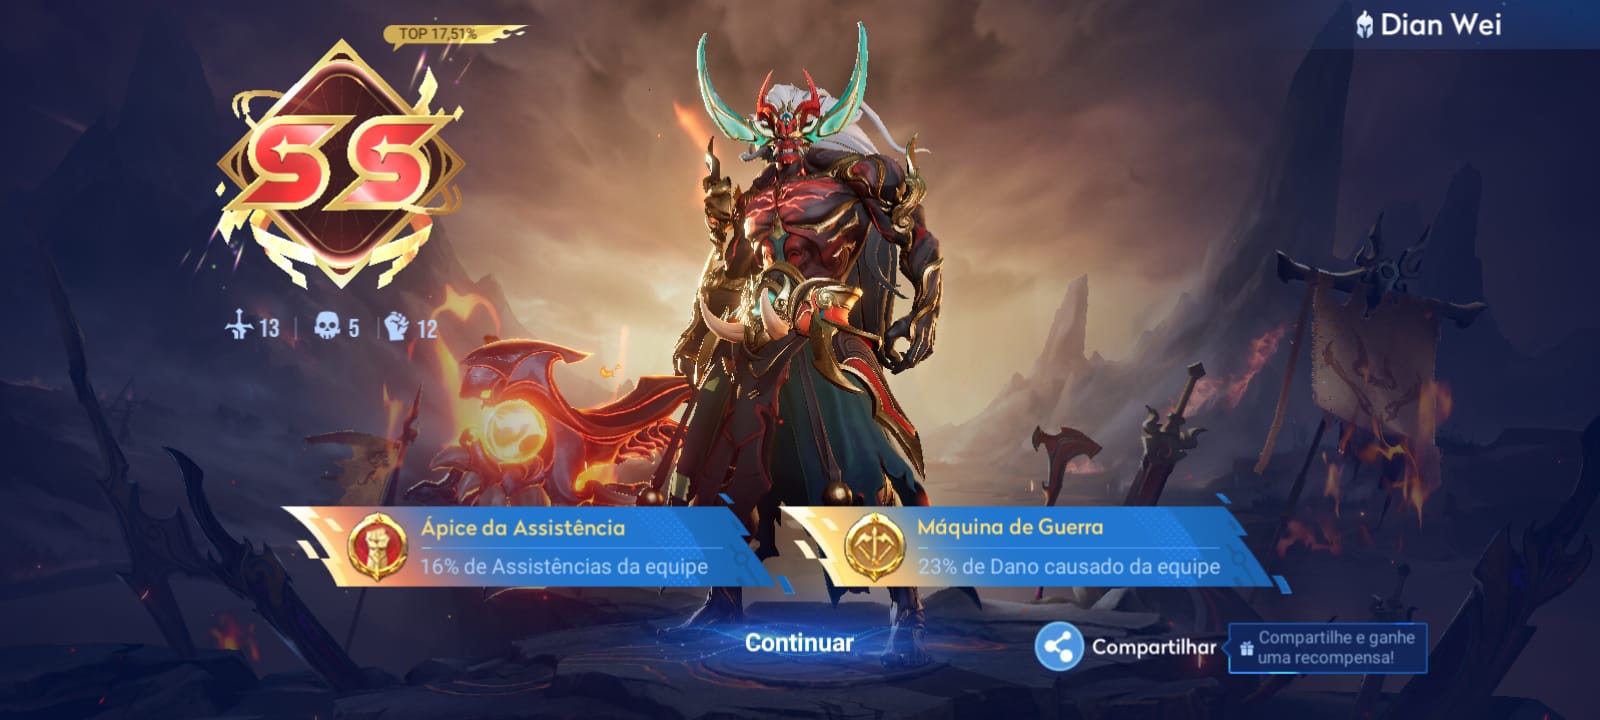 TOP 17,51%
Dian Wei
SS
13 | 5 | 12
Ápice da Assistência
16% de Assistências da equipe
Máquina de Guerra
23% de Dano causado da equipe
Continuar
Compartilhar
Compartilhe e ganhe
uma recompensa!